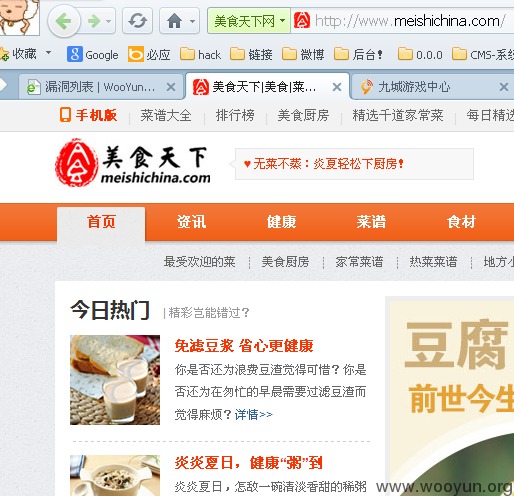 美食天下网 http://www.meishichina.com/
收藏 Google 必应 hack 链接 微博 后台! 0.0.0 CMS-系统
漏洞列表 | WooYun... 美食天下|美食|菜... 九城游戏中心
手机版 菜谱大全 排行榜 美食厨房 精选千道家常菜 每日精选
美食天下
meishichina.com
♥无菜不蒸：炎夏轻松下厨房！
首页 资讯 健康 菜谱 食材
最受欢迎的菜 美食厨房 家常菜谱 热菜菜谱 地方小
今日热门 | 精彩岂能错过？
免滤豆浆 省心更健康
你是否还为浪费豆渣觉得可惜？你是
否还为在匆忙的早晨需要过滤豆渣而
觉得麻烦？详情>>
炎炎夏日，健康“粥”到
炎炎夏日，怎敌一碗清淡香甜的稀粥
豆腐
前世今生
www.wooyun.org